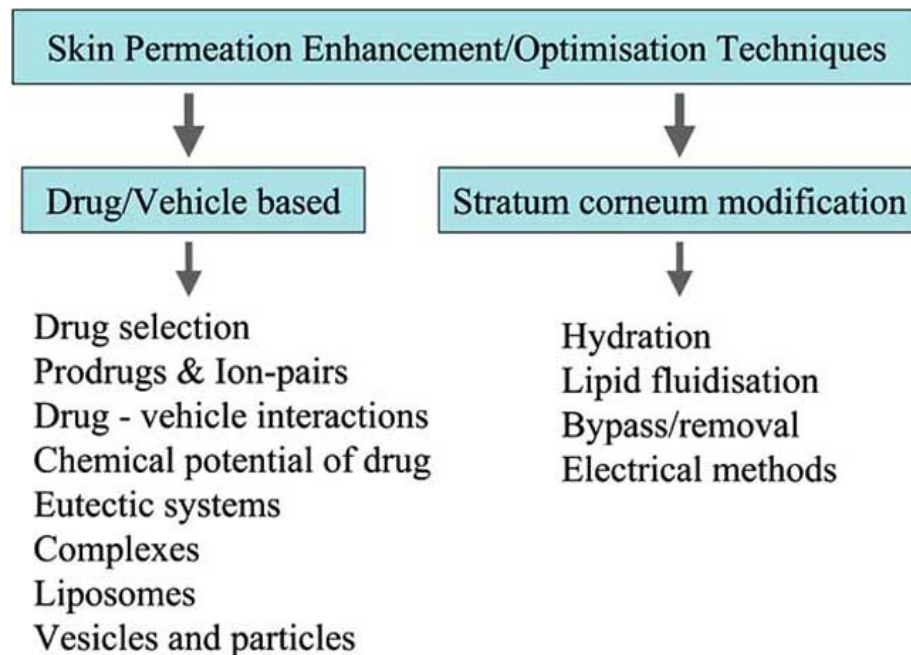 Skin Permeation Enhancement/Optimisation Techniques
Drug/Vehicle based
Stratum corneum modification
Drug selection
Prodrugs & Ion-pairs
Drug - vehicle interactions
Chemical potential of drug
Eutectic systems
Complexes
Liposomes
Vesicles and particles
Hydration
Lipid fluidisation
Bypass/removal
Electrical methods